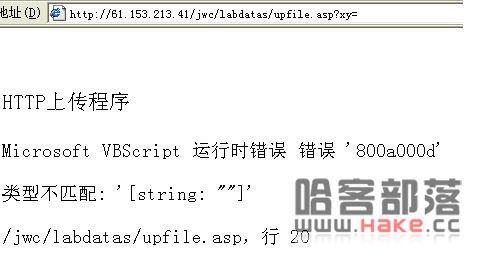 地址(D) http://61.153.213.41/jwc/labdatas/upfile.asp?xy=
HTTP上传程序
Microsoft VBScript 运行时错误 错误 '800a000d'
类型不匹配: '[string: ""]'
/jwc/labdatas/upfile.asp，行 20
哈客部落
www.Hake.cc